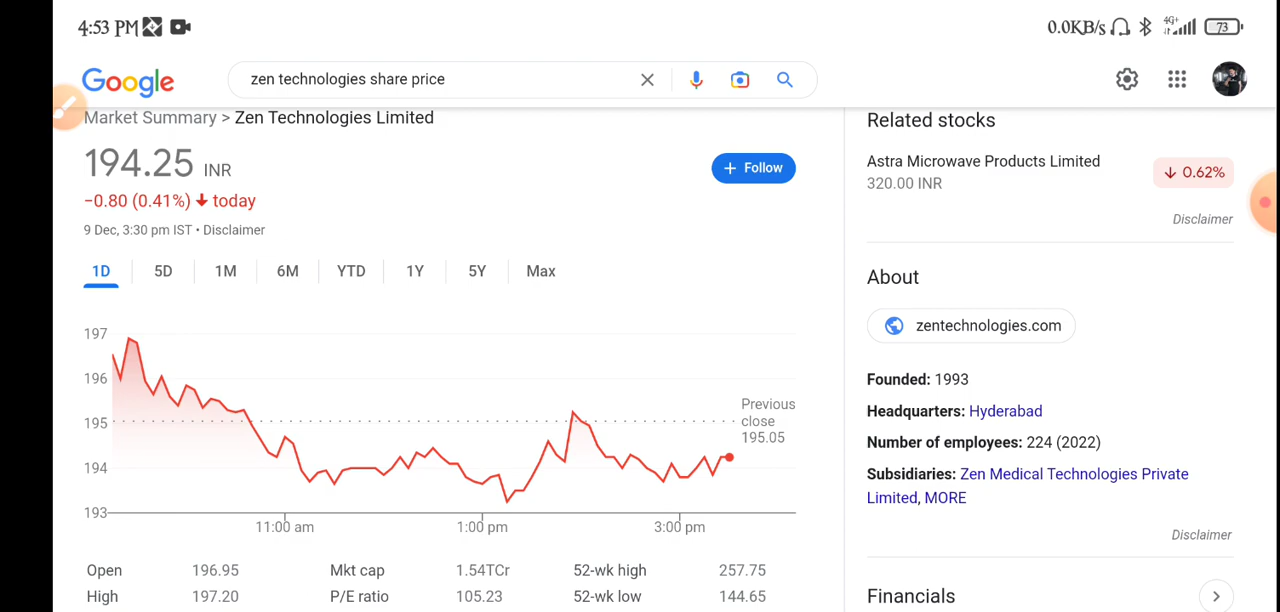 4:53 PM 0.0KB/s 4G+ 73
Google zen technologies share price
Market Summary > Zen Technologies Limited
194.25 INR
+ Follow
−0.80 (0.41%) ↓ today
9 Dec, 3:30 pm IST • Disclaimer
1D 5D 1M 6M YTD 1Y 5Y Max
197
196
195
194
193
Previous
close
195.05
11:00 am 1:00 pm 3:00 pm
Open 196.95 Mkt cap 1.54TCr 52-wk high 257.75
High 197.20 P/E ratio 105.23 52-wk low 144.65
Related stocks
Astra Microwave Products Limited
320.00 INR
↓ 0.62%
Disclaimer
About
zentechnologies.com
Founded: 1993
Headquarters: Hyderabad
Number of employees: 224 (2022)
Subsidiaries: Zen Medical Technologies Private
Limited, MORE
Disclaimer
Financials